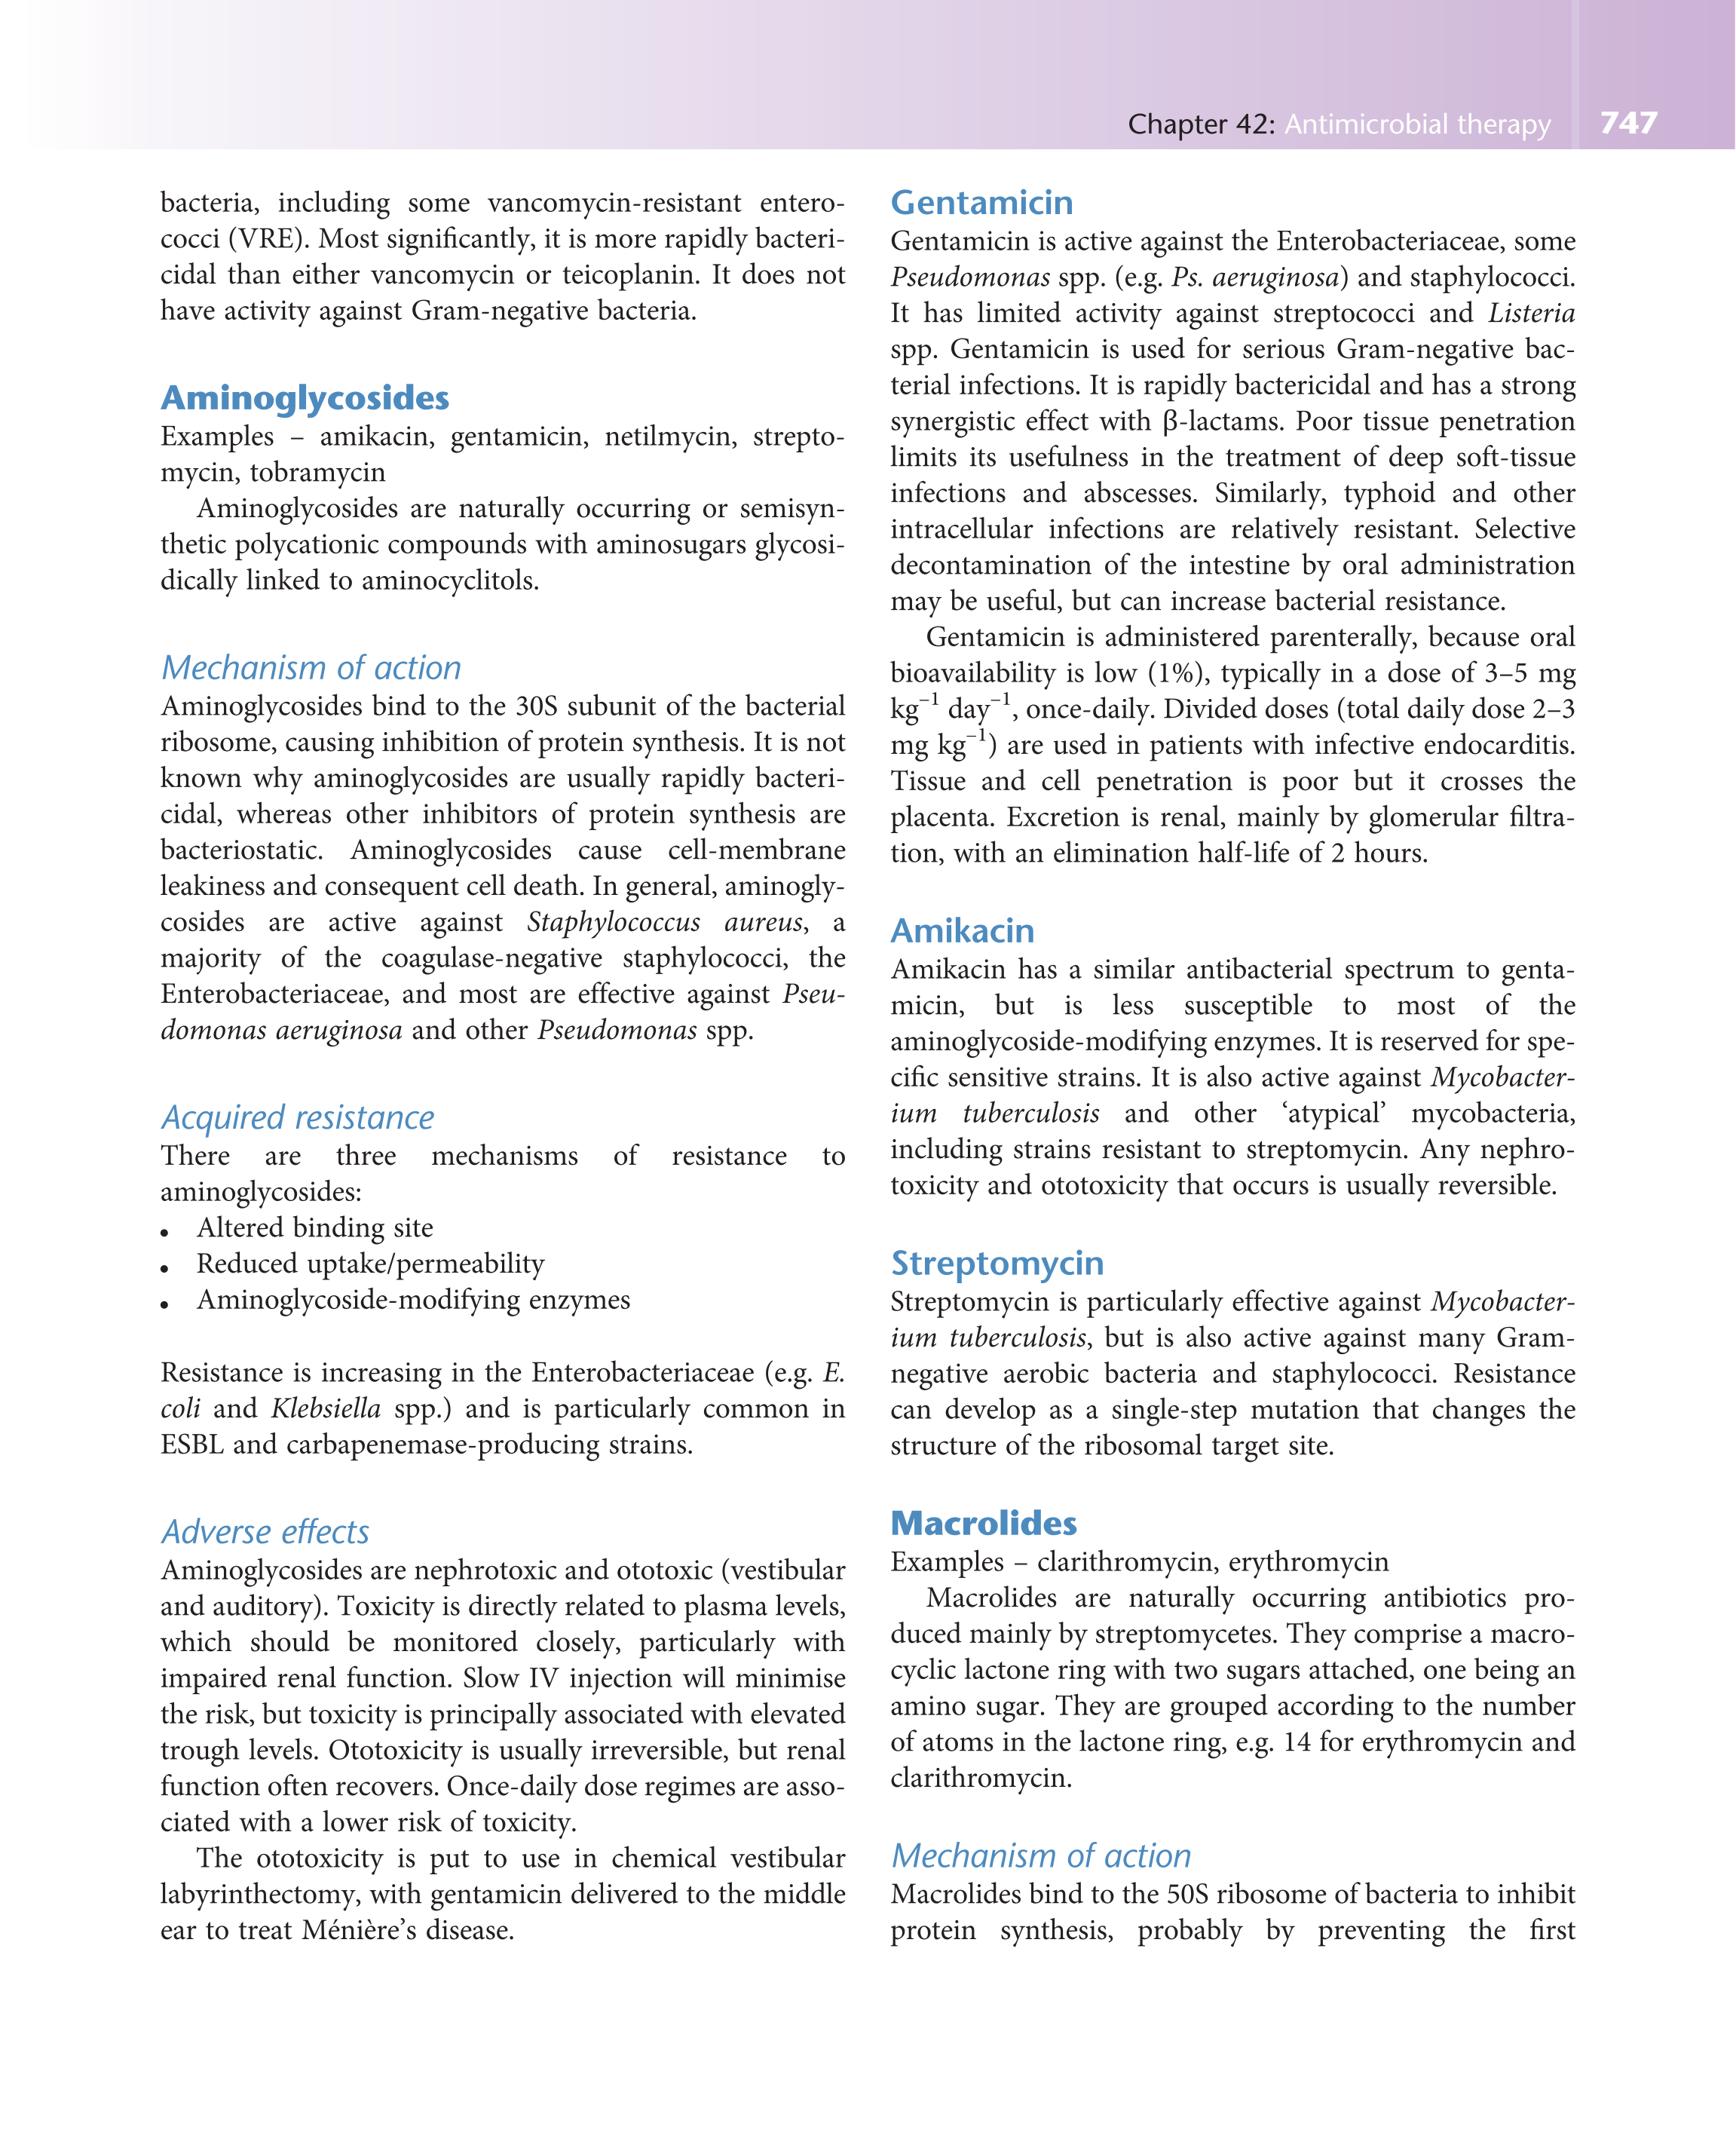 Chapter 42: Antimicrobial therapy 747
bacteria, including some vancomycin-resistant entero-
cocci (VRE). Most significantly, it is more rapidly bacteri-
cidal than either vancomycin or teicoplanin. It does not
have activity against Gram-negative bacteria.
Aminoglycosides
Examples – amikacin, gentamicin, netilmycin, strepto-
mycin, tobramycin
Aminoglycosides are naturally occurring or semisyn-
thetic polycationic compounds with aminosugars glycosi-
dically linked to aminocyclitols.
Mechanism of action
Aminoglycosides bind to the 30S subunit of the bacterial
ribosome, causing inhibition of protein synthesis. It is not
known why aminoglycosides are usually rapidly bacteri-
cidal, whereas other inhibitors of protein synthesis are
bacteriostatic. Aminoglycosides cause cell-membrane
leakiness and consequent cell death. In general, aminogly-
cosides are active against Staphylococcus aureus, a
majority of the coagulase-negative staphylococci, the
Enterobacteriaceae, and most are effective against Pseu-
domonas aeruginosa and other Pseudomonas spp.
Acquired resistance
There are three mechanisms of resistance to
aminoglycosides:
• Altered binding site
• Reduced uptake/permeability
• Aminoglycoside-modifying enzymes
Resistance is increasing in the Enterobacteriaceae (e.g. E.
coli and Klebsiella spp.) and is particularly common in
ESBL and carbapenemase-producing strains.
Adverse effects
Aminoglycosides are nephrotoxic and ototoxic (vestibular
and auditory). Toxicity is directly related to plasma levels,
which should be monitored closely, particularly with
impaired renal function. Slow IV injection will minimise
the risk, but toxicity is principally associated with elevated
trough levels. Ototoxicity is usually irreversible, but renal
function often recovers. Once-daily dose regimes are asso-
ciated with a lower risk of toxicity.
The ototoxicity is put to use in chemical vestibular
labyrinthectomy, with gentamicin delivered to the middle
ear to treat Ménière’s disease.
Gentamicin
Gentamicin is active against the Enterobacteriaceae, some
Pseudomonas spp. (e.g. Ps. aeruginosa) and staphylococci.
It has limited activity against streptococci and Listeria
spp. Gentamicin is used for serious Gram-negative bac-
terial infections. It is rapidly bactericidal and has a strong
synergistic effect with β-lactams. Poor tissue penetration
limits its usefulness in the treatment of deep soft-tissue
infections and abscesses. Similarly, typhoid and other
intracellular infections are relatively resistant. Selective
decontamination of the intestine by oral administration
may be useful, but can increase bacterial resistance.
Gentamicin is administered parenterally, because oral
bioavailability is low (1%), typically in a dose of 3–5 mg
kg⁻¹ day⁻¹, once-daily. Divided doses (total daily dose 2–3
mg kg⁻¹) are used in patients with infective endocarditis.
Tissue and cell penetration is poor but it crosses the
placenta. Excretion is renal, mainly by glomerular filtra-
tion, with an elimination half-life of 2 hours.
Amikacin
Amikacin has a similar antibacterial spectrum to genta-
micin, but is less susceptible to most of the
aminoglycoside-modifying enzymes. It is reserved for spe-
cific sensitive strains. It is also active against Mycobacter-
ium tuberculosis and other ‘atypical’ mycobacteria,
including strains resistant to streptomycin. Any nephro-
toxicity and ototoxicity that occurs is usually reversible.
Streptomycin
Streptomycin is particularly effective against Mycobacter-
ium tuberculosis, but is also active against many Gram-
negative aerobic bacteria and staphylococci. Resistance
can develop as a single-step mutation that changes the
structure of the ribosomal target site.
Macrolides
Examples – clarithromycin, erythromycin
Macrolides are naturally occurring antibiotics pro-
duced mainly by streptomycetes. They comprise a macro-
cyclic lactone ring with two sugars attached, one being an
amino sugar. They are grouped according to the number
of atoms in the lactone ring, e.g. 14 for erythromycin and
clarithromycin.
Mechanism of action
Macrolides bind to the 50S ribosome of bacteria to inhibit
protein synthesis, probably by preventing the first